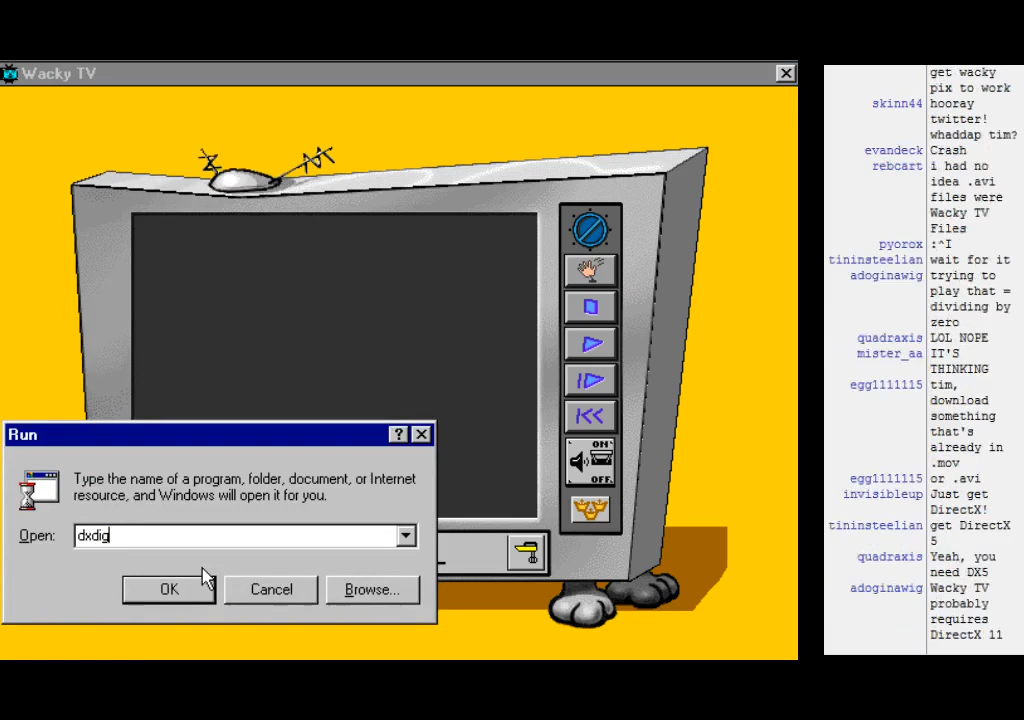 Wacky TV
ON
OFF
Run
Type the name of a program, folder, document, or Internet
resource, and Windows will open it for you.
Open:
dxdig
OK
Cancel
Browse...
get wacky
pix to work
skinn44 hooray
twitter!
whaddap tim?
evandeck Crash
rebcart i had no
idea .avi
files were
Wacky TV
Files
pyorox :^I
tininsteelian wait for it
adoginawig trying to
play that =
dividing by
zero
quadraxis LOL NOPE
mister_aa IT'S
THINKING
egg1111115 tim,
download
something
that's
already in
.mov
egg1111115 or .avi
invisibleup Just get
DirectX!
tininsteelian get DirectX
5
quadraxis Yeah, you
need DX5
adoginawig Wacky TV
probably
requires
DirectX 11